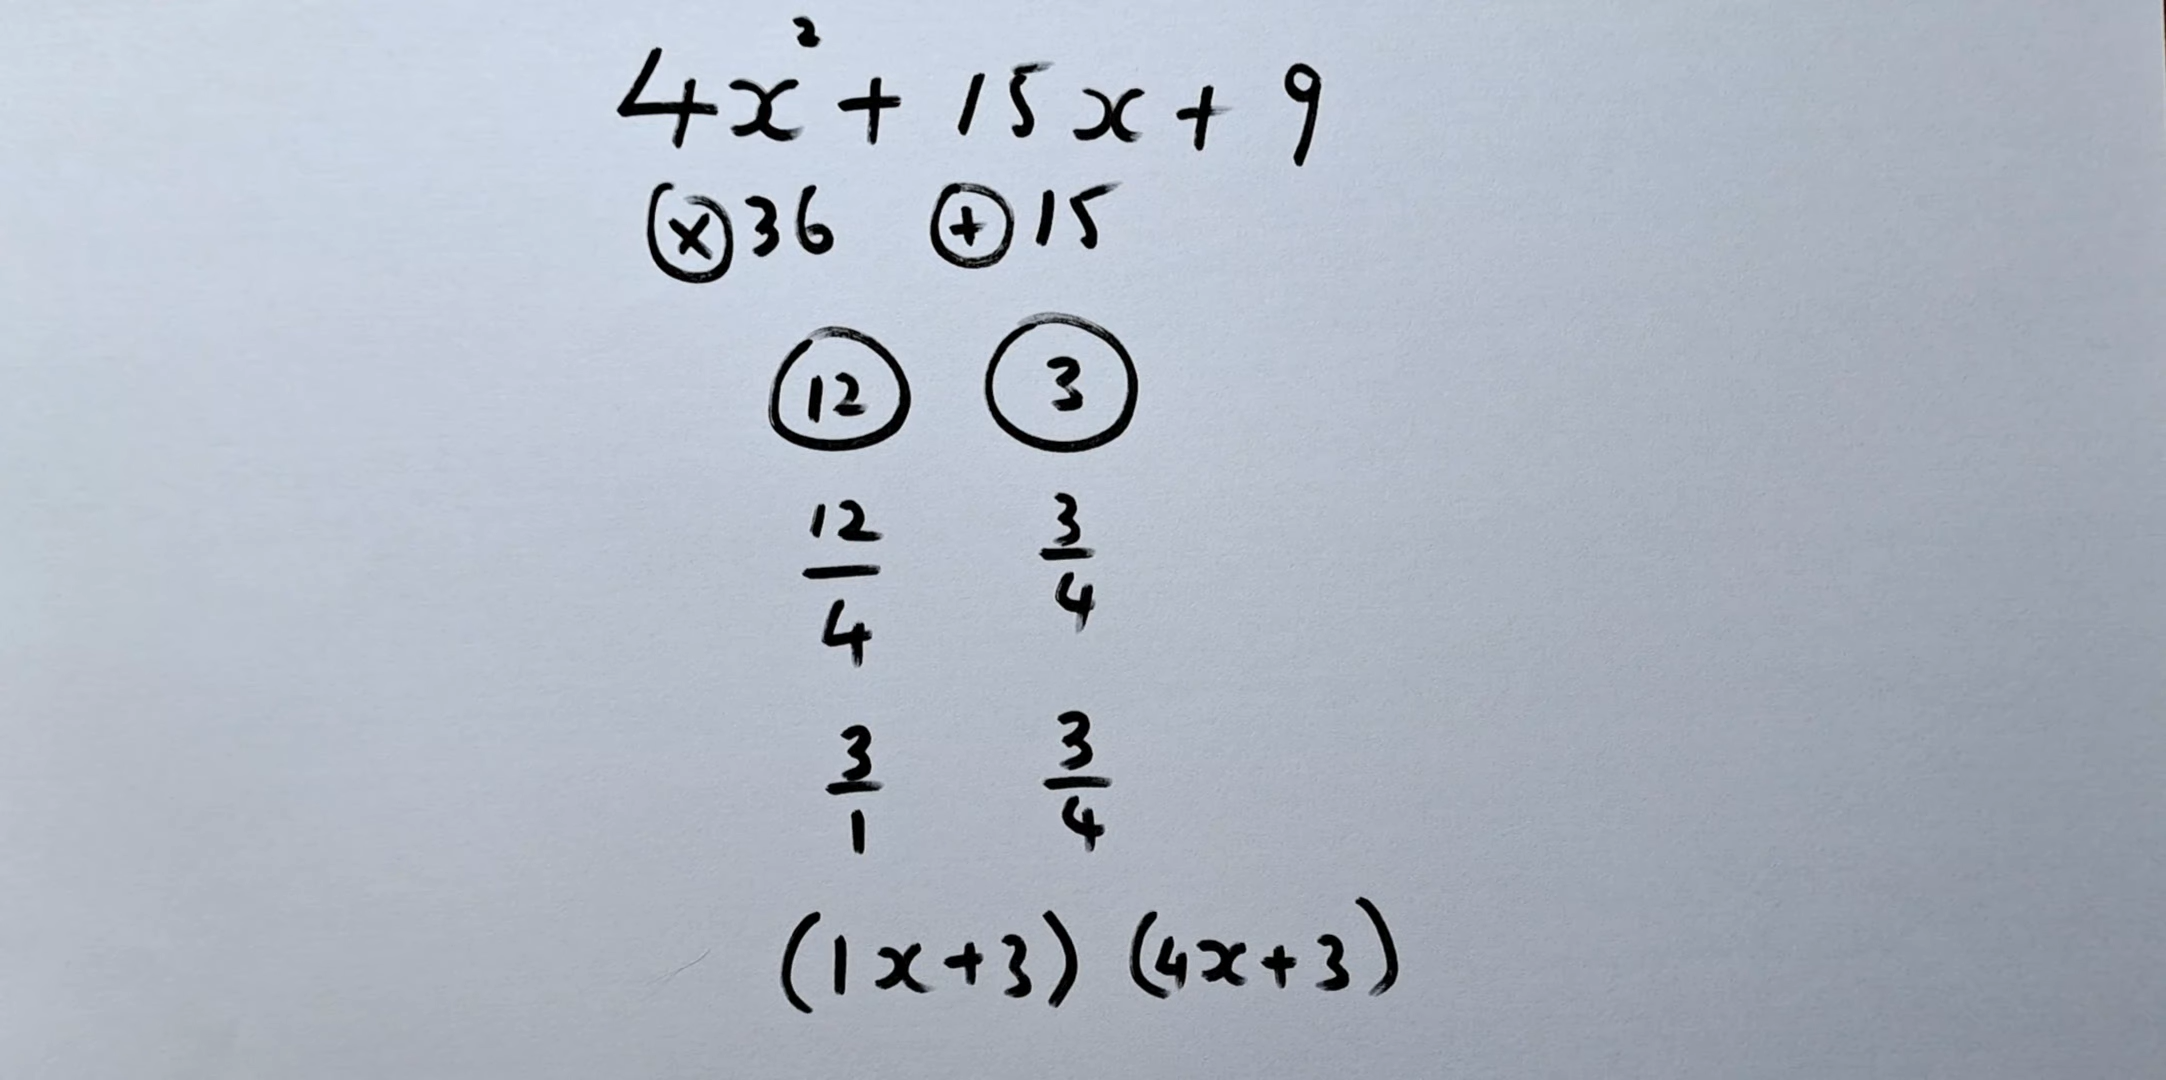 4x² + 15x + 9
⊗ 36 ⊕ 15
12 3
12/4 3/4
3/1 3/4
(1x+3) (4x+3)